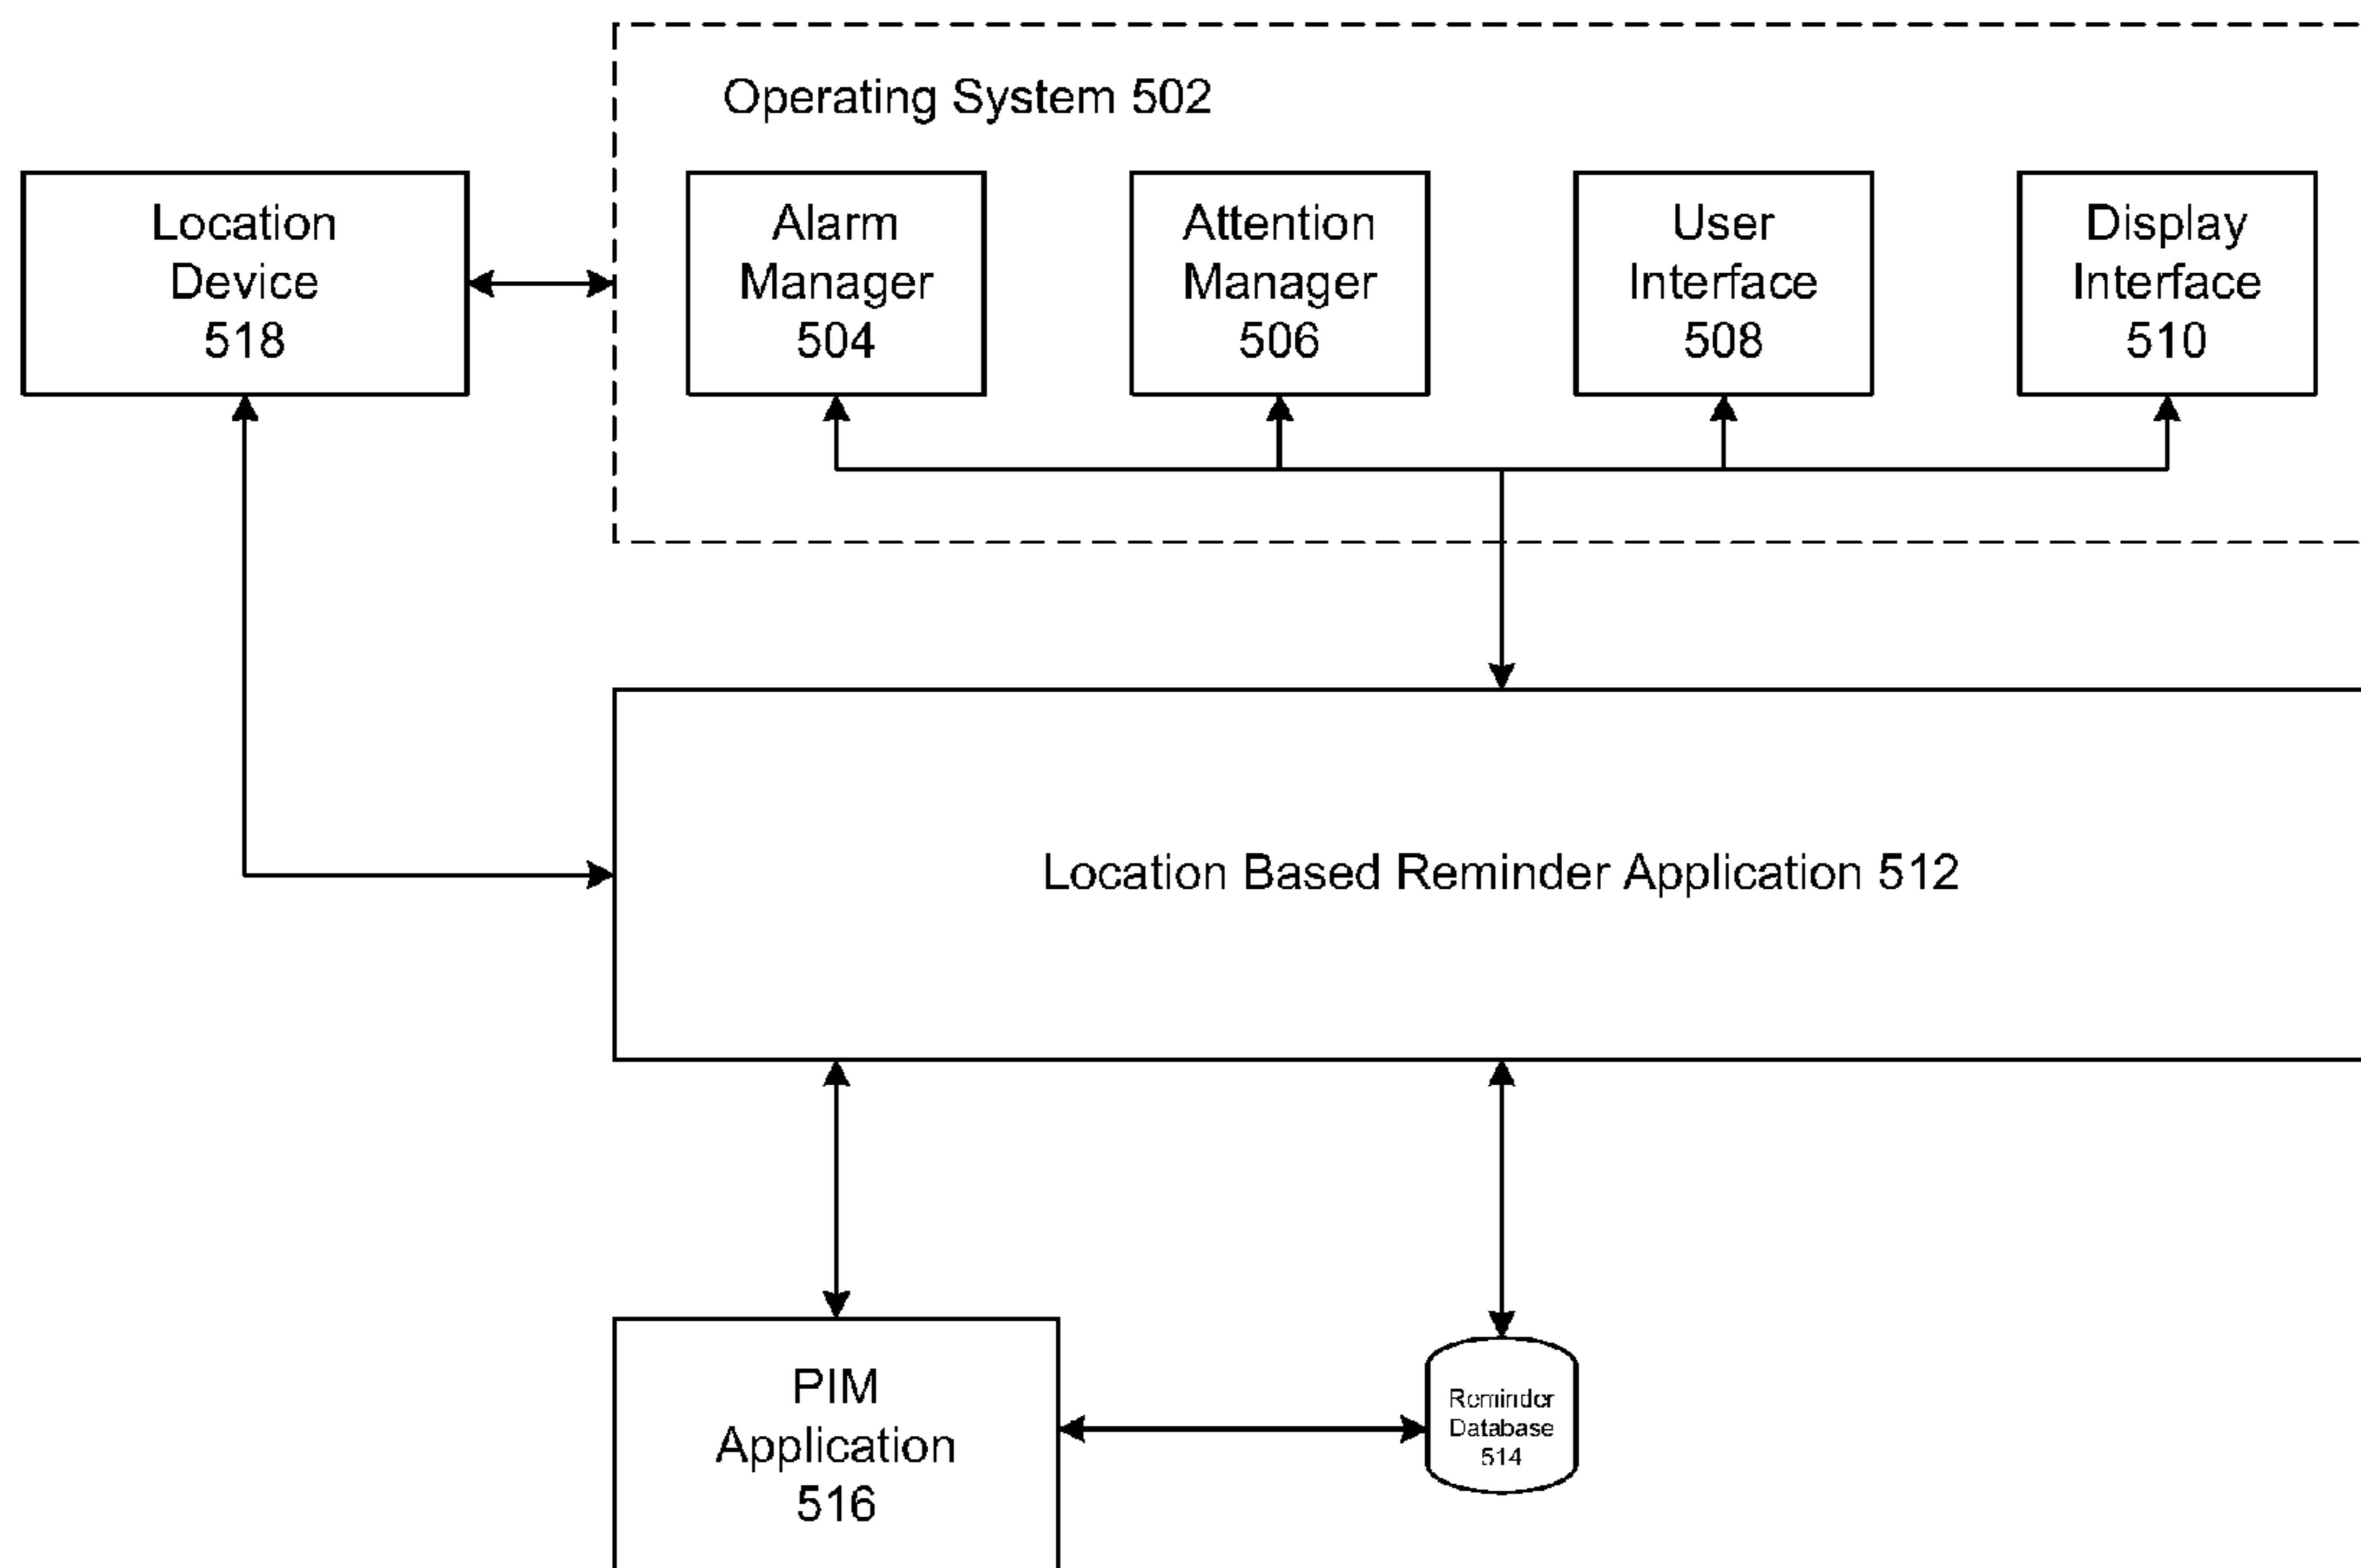 Operating System 502
Location
Device
518
Alarm
Manager
504
Attention
Manager
506
User
Interface
508
Display
Interface
510
Location Based Reminder Application 512
PIM
Application
516
Reminder
Database
514